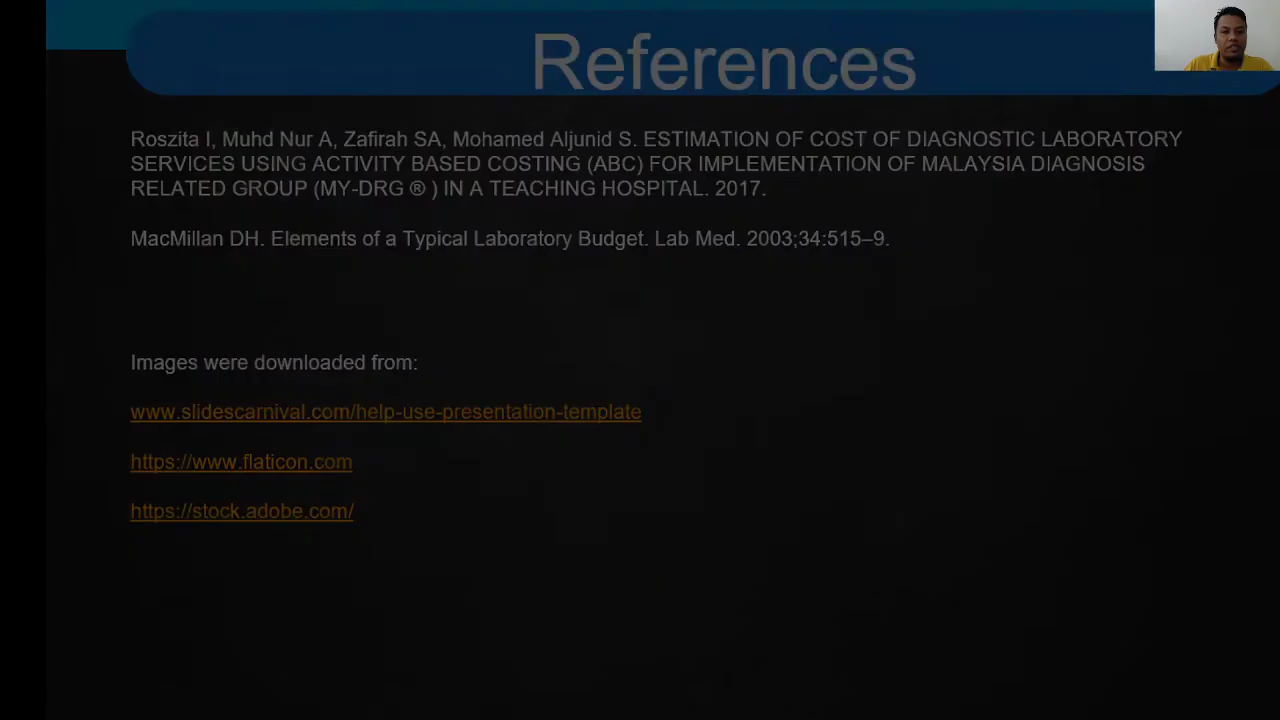 References
Roszita I, Muhd Nur A, Zafirah SA, Mohamed Aljunid S. ESTIMATION OF COST OF DIAGNOSTIC LABORATORY
SERVICES USING ACTIVITY BASED COSTING (ABC) FOR IMPLEMENTATION OF MALAYSIA DIAGNOSIS
RELATED GROUP (MY-DRG ® ) IN A TEACHING HOSPITAL. 2017.
MacMillan DH. Elements of a Typical Laboratory Budget. Lab Med. 2003;34:515–9.
Images were downloaded from:
www.slidescarnival.com/help-use-presentation-template
https://www.flaticon.com
https://stock.adobe.com/